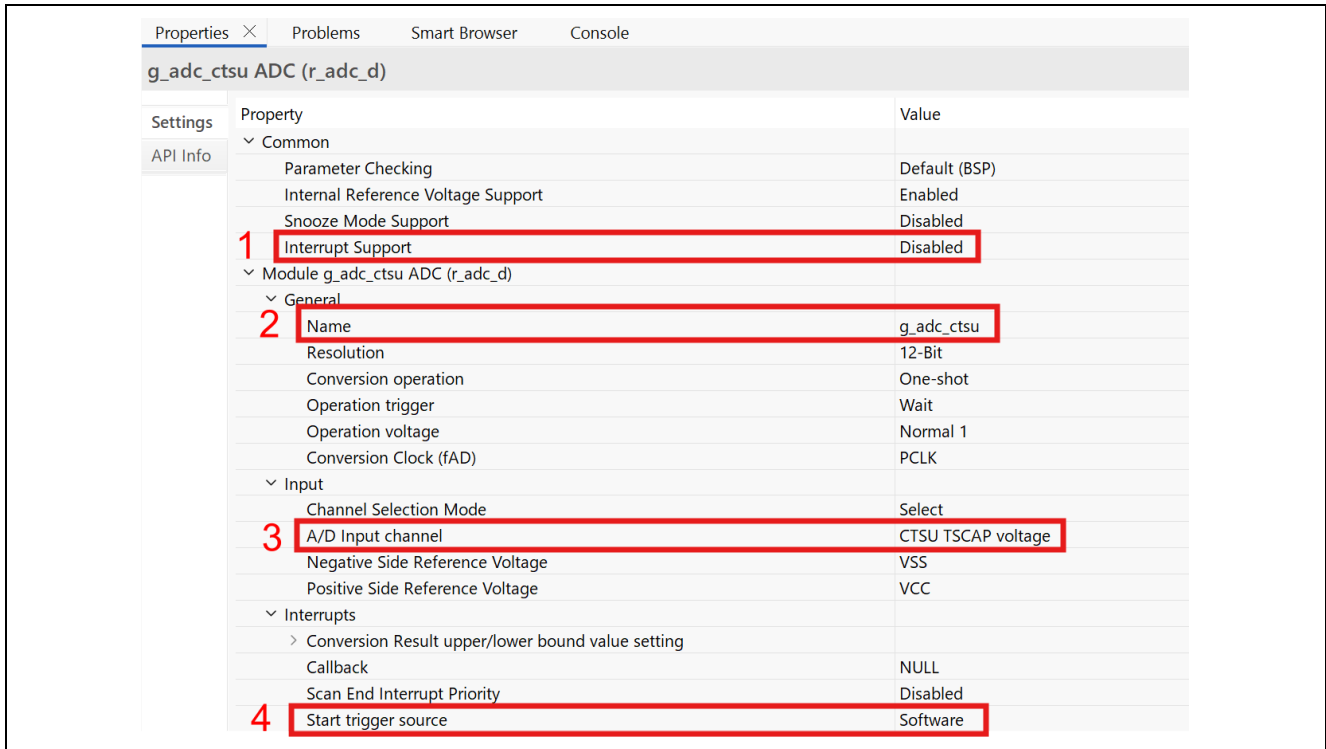 Properties Problems Smart Browser Console
g_adc_ctsu ADC (r_adc_d)
Settings
API Info
Property Value
Common
Parameter Checking Default (BSP)
Internal Reference Voltage Support Enabled
Snooze Mode Support Disabled
1 Interrupt Support Disabled
Module g_adc_ctsu ADC (r_adc_d)
General
2 Name g_adc_ctsu
Resolution 12-Bit
Conversion operation One-shot
Operation trigger Wait
Operation voltage Normal 1
Conversion Clock (fAD) PCLK
Input
Channel Selection Mode Select
3 A/D Input channel CTSU TSCAP voltage
Negative Side Reference Voltage VSS
Positive Side Reference Voltage VCC
Interrupts
Conversion Result upper/lower bound value setting
Callback NULL
Scan End Interrupt Priority Disabled
4 Start trigger source Software